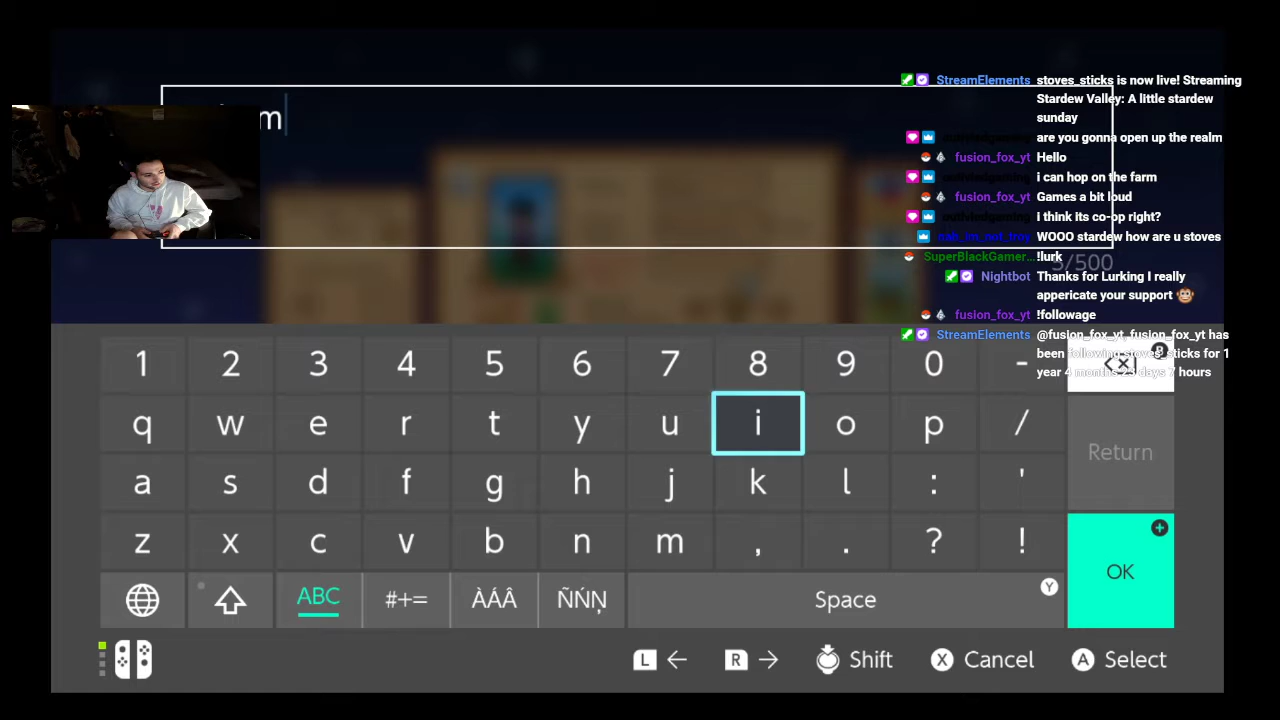 m
StreamElements stoves_sticks is now live! Streaming
Stardew Valley: A little stardew
sunday
are you gonna open up the realm
fusion_fox_yt Hello
i can hop on the farm
fusion_fox_yt Games a bit loud
I think its co-op right?
WOOO stardew how are u stoves
SuperBlackGamer... !lurk
5/500
Nightbot Thanks for Lurking I really
appericate your support
fusion_fox_yt !followage
StreamElements @fusion_fox_yt, fusion_fox_yt has
been following stoves_sticks for 1
year 4 months 23 days 7 hours
1 2 3 4 5 6 7 8 9 0 - B
q w e r t y u i o p / Return
a s d f g h j k l : '
z x c v b n m , . ? ! + OK
ABC #+= ÀÁÂ ÑŃŅ Space Y
L ← R → Shift X Cancel A Select